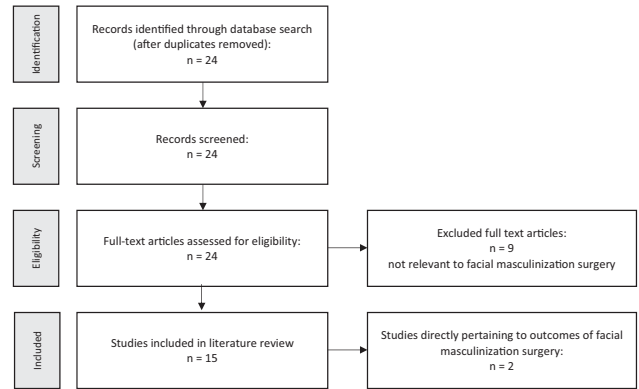 Identification
Records identified through database search
(after duplicates removed):
n = 24
Screening
Records screened:
n = 24
Eligibility
Full-text articles assessed for eligibility:
n = 24
Excluded full text articles:
n = 9
not relevant to facial masculinization surgery
Included
Studies included in literature review
n = 15
Studies directly pertaining to outcomes of facial
masculinization surgery:
n = 2